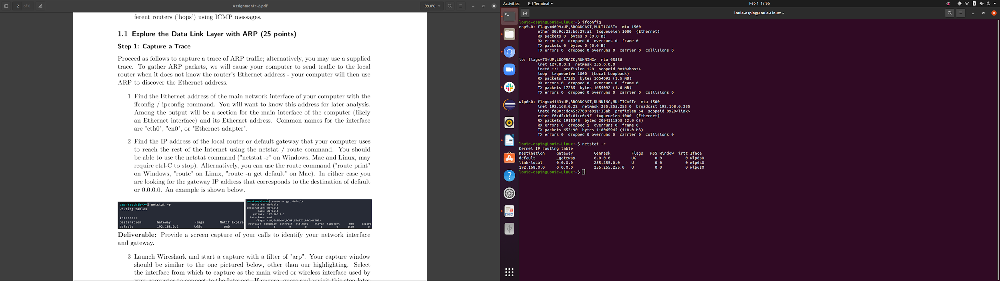 2 of 8
Assignment1-2.pdf
99.0%
ferent routers ('hops') using ICMP messages.
1.1 Explore the Data Link Layer with ARP (25 points)
Step 1: Capture a Trace
Proceed as follows to capture a trace of ARP traffic; alternatively, you may use a supplied
trace. To gather ARP packets, we will cause your computer to send traffic to the local
router when it does not know the router's Ethernet address - your computer will then use
ARP to discover the Ethernet address.
1 Find the Ethernet address of the main network interface of your computer with the
ifconfig / ipconfig command. You will want to know this address for later analysis.
Among the output will be a section for the main interface of the computer (likely
an Ethernet interface) and its Ethernet address. Common names for the interface
are "eth0", "en0", or "Ethernet adapter".
2 Find the IP address of the local router or default gateway that your computer uses
to reach the rest of the Internet using the netstat / route command. You should
be able to use the netstat command ("netstat -r" on Windows, Mac and Linux, may
require ctrl-C to stop). Alternatively, you can use the route command ("route print"
on Windows, "route" on Linux, "route -n get default" on Mac). In either case you
are looking for the gateway IP address that corresponds to the destination of default
or 0.0.0.0. An example is shown below.
amankaushik->~$ netstat -r
Routing tables
Internet:
Destination Gateway Flags Netif Expire
default 192.168.0.1 UGSc en0
amankaushik->~$ route -n get default
route to: default
destination: default
mask: default
gateway: 192.168.0.1
interface: en0
flags: <UP,GATEWAY,DONE,STATIC,PRCLONING>
recvpipe sendpipe ssthresh rtt,msec rttvar hopcount mtu expire
0 0 0 0 0 0 1500 0
Deliverable: Provide a screen capture of your calls to identify your network interface
and gateway.
3 Launch Wireshark and start a capture with a filter of "arp". Your capture window
should be similar to the one pictured below, other than our highlighting. Select
the interface from which to capture as the main wired or wireless interface used by
your computer to connect to the Internet. If unsure, guess and revisit this step later
Activities Terminal
Feb 1 17:56
louie-espin@Louie-Linux: ~
louie-espin@Louie-Linux:~$ ifconfig
enp5s0: flags=4099<UP,BROADCAST,MULTICAST> mtu 1500
ether 30:9c:23:b6:27:a2 txqueuelen 1000 (Ethernet)
RX packets 0 bytes 0 (0.0 B)
RX errors 0 dropped 0 overruns 0 frame 0
TX packets 0 bytes 0 (0.0 B)
TX errors 0 dropped 0 overruns 0 carrier 0 collisions 0
lo: flags=73<UP,LOOPBACK,RUNNING> mtu 65536
inet 127.0.0.1 netmask 255.0.0.0
inet6 ::1 prefixlen 128 scopeid 0x10<host>
loop txqueuelen 1000 (Local Loopback)
RX packets 17285 bytes 1654092 (1.6 MB)
RX errors 0 dropped 0 overruns 0 frame 0
TX packets 17285 bytes 1654092 (1.6 MB)
TX errors 0 dropped 0 overruns 0 carrier 0 collisions 0
wlp6s0: flags=4163<UP,BROADCAST,RUNNING,MULTICAST> mtu 1500
inet 192.168.0.22 netmask 255.255.255.0 broadcast 192.168.0.255
inet6 fe80::dc45:7700:e011:33ab prefixlen 64 scopeid 0x20<link>
ether f0:d5:bf:81:c0:9f txqueuelen 1000 (Ethernet)
RX packets 1915345 bytes 2004111863 (2.0 GB)
RX errors 0 dropped 1 overruns 0 frame 0
TX packets 653190 bytes 118065945 (118.0 MB)
TX errors 0 dropped 0 overruns 0 carrier 0 collisions 0
louie-espin@Louie-Linux:~$ netstat -r
Kernel IP routing table
Destination Gateway Genmask Flags MSS Window irtt Iface
default _gateway 0.0.0.0 UG 0 0 0 wlp6s0
link-local 0.0.0.0 255.255.0.0 U 0 0 0 wlp6s0
192.168.0.0 0.0.0.0 255.255.255.0 U 0 0 0 wlp6s0
louie-espin@Louie-Linux:~$